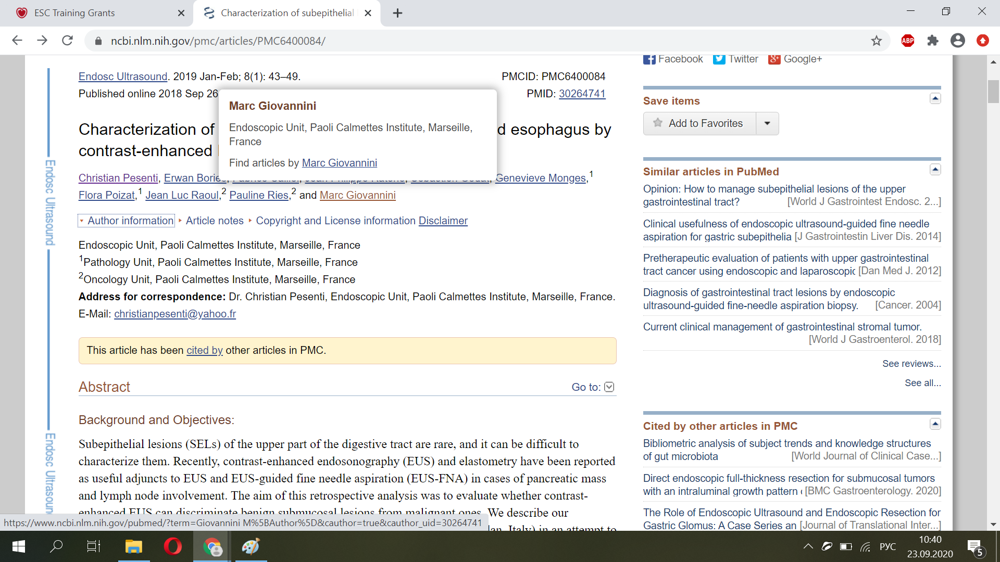 ESC Training Grants
Characterization of subepithelial
ncbi.nlm.nih.gov/pmc/articles/PMC6400084/
ABP
Endosc Ultrasound. 2019 Jan-Feb; 8(1): 43–49.
PMCID: PMC6400084
Published online 2018 Sep 26
PMID: 30264741
Marc Giovannini
Endoscopic Unit, Paoli Calmettes Institute, Marseille,
France
Find articles by Marc Giovannini
Characterization of d esophagus by
contrast-enhanced
Christian Pesenti, Erwan Genevieve Monges,1
Flora Poizat,1 Jean Luc Raoul,2 Pauline Ries,2 and Marc Giovannini
Author information Article notes Copyright and License information Disclaimer
Endoscopic Unit, Paoli Calmettes Institute, Marseille, France
1Pathology Unit, Paoli Calmettes Institute, Marseille, France
2Oncology Unit, Paoli Calmettes Institute, Marseille, France
Address for correspondence: Dr. Christian Pesenti, Endoscopic Unit, Paoli Calmettes Institute, Marseille, France.
E-Mail: christianpesenti@yahoo.fr
This article has been cited by other articles in PMC.
Abstract
Go to:
Background and Objectives:
Subepithelial lesions (SELs) of the upper part of the digestive tract are rare, and it can be difficult to
characterize them. Recently, contrast-enhanced endosonography (EUS) and elastometry have been reported
as useful adjuncts to EUS and EUS-guided fine needle aspiration (EUS-FNA) in cases of pancreatic mass
and lymph node involvement. The aim of this retrospective analysis was to evaluate whether contrast-
enhanced EUS can discriminate benign submucosal lesions from malignant ones. We describe our
lan, Italy) in an attempt to
https://www.ncbi.nlm.nih.gov/pubmed/?term=Giovannini M%5BAuthor%5D&cauthor=true&cauthor_uid=30264741
Endosc Ultrasound
Endosc Ultrasoun
Facebook Twitter Google+
Save items
Add to Favorites
Similar articles in PubMed
Opinion: How to manage subepithelial lesions of the upper
gastrointestinal tract? [World J Gastrointest Endosc. 2...]
Clinical usefulness of endoscopic ultrasound-guided fine needle
aspiration for gastric subepithelia [J Gastrointestin Liver Dis. 2014]
Pretherapeutic evaluation of patients with upper gastrointestinal
tract cancer using endoscopic and laparoscopic [Dan Med J. 2012]
Diagnosis of gastrointestinal tract lesions by endoscopic
ultrasound-guided fine-needle aspiration biopsy. [Cancer. 2004]
Current clinical management of gastrointestinal stromal tumor.
[World J Gastroenterol. 2018]
See reviews...
See all...
Cited by other articles in PMC
Bibliometric analysis of subject trends and knowledge structures
of gut microbiota [World Journal of Clinical Case...]
Direct endoscopic full-thickness resection for submucosal tumors
with an intraluminal growth pattern [BMC Gastroenterology. 2020]
The Role of Endoscopic Ultrasound and Endoscopic Resection for
Gastric Glomus: A Case Series an [Journal of Translational Inter...]
РУС
10:40
23.09.2020
5